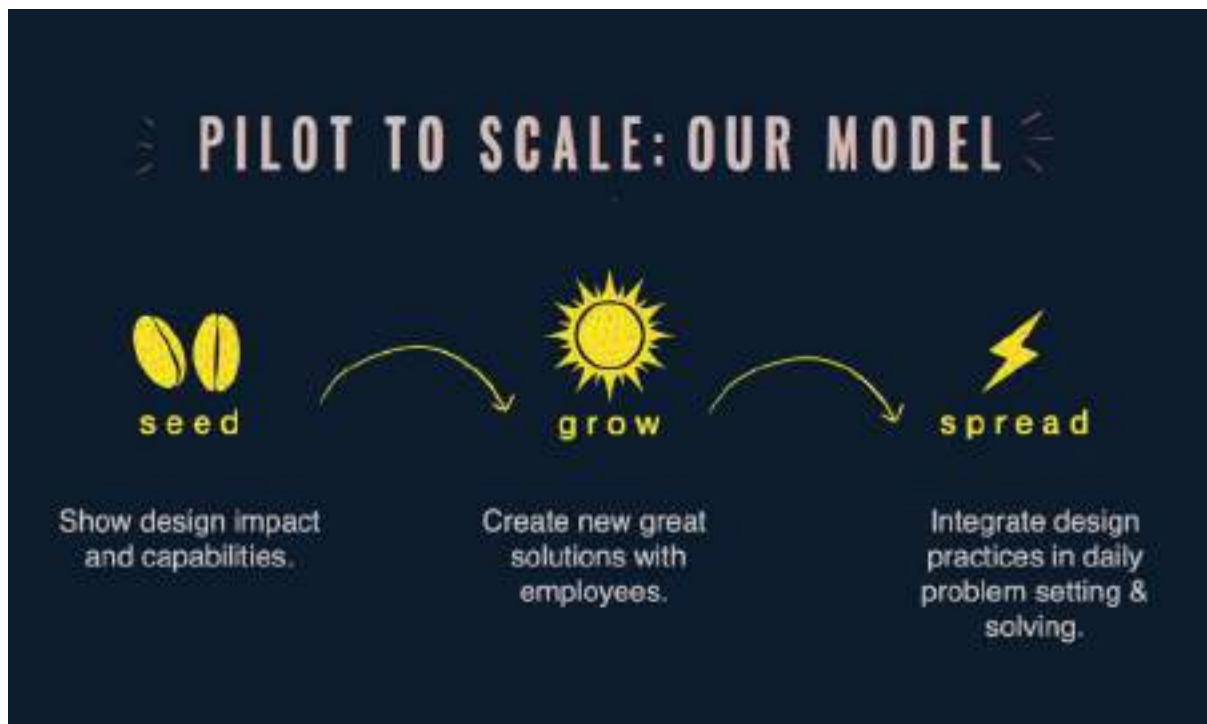 PILOT TO SCALE: OUR MODEL
seed
Show design impact
and capabilities.
grow
Create new great
solutions with
employees.
spread
Integrate design
practices in daily
problem setting &
solving.